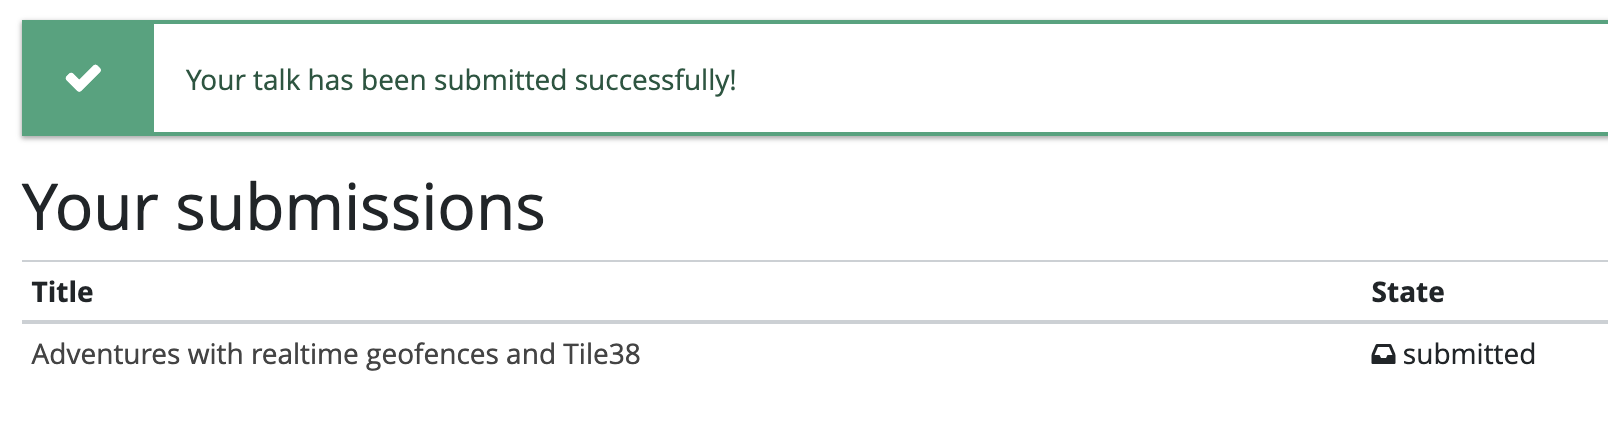 Your talk has been submitted successfully!
Your submissions
Title State
Adventures with realtime geofences and Tile38 submitted